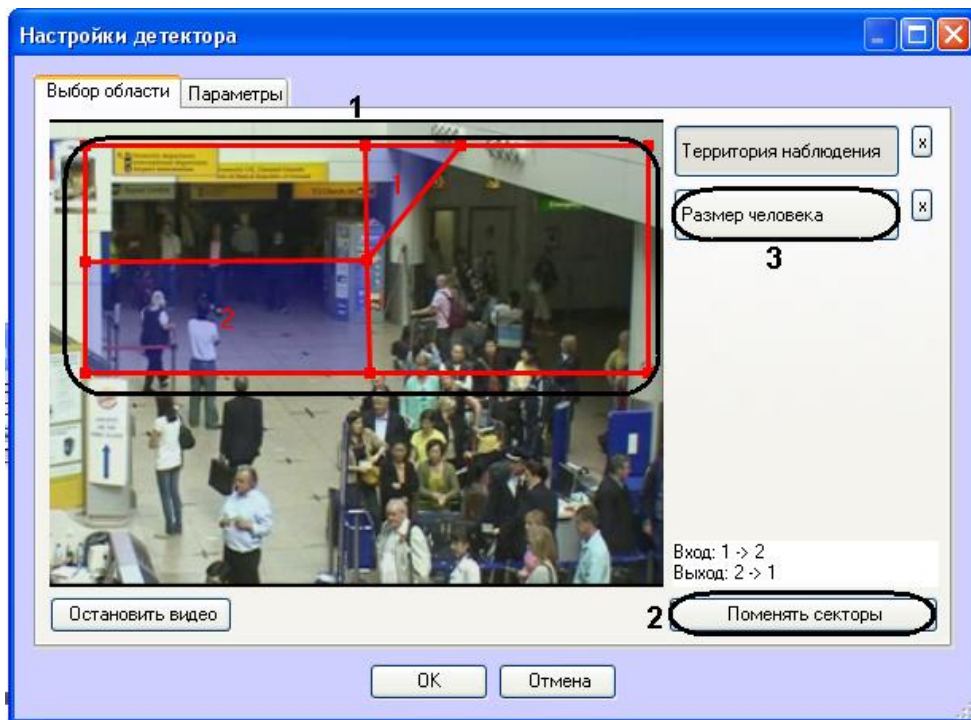 Настройки детектора
Выбор области
Параметры
1
Территория наблюдения
x
1
Размер человека
x
3
2
Вход: 1 -> 2
Выход: 2 -> 1
Остановить видео
2
Поменять секторы
OK
Отмена